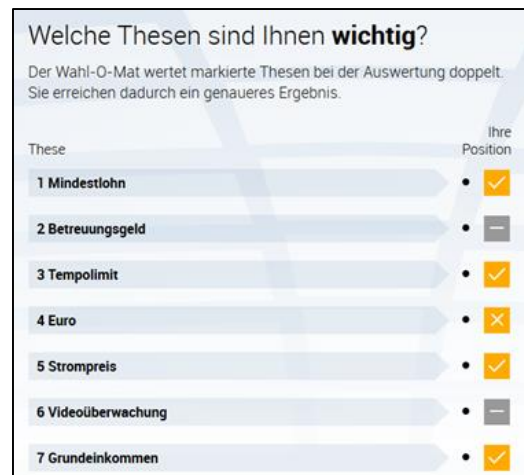 Welche Thesen sind Ihnen wichtig?
Der Wahl-O-Mat wertet markierte Thesen bei der Auswertung doppelt.
Sie erreichen dadurch ein genaueres Ergebnis.
Ihre
These Position
1 Mindestlohn
2 Betreuungsgeld
3 Tempolimit
4 Euro
5 Strompreis
6 Videoüberwachung
7 Grundeinkommen